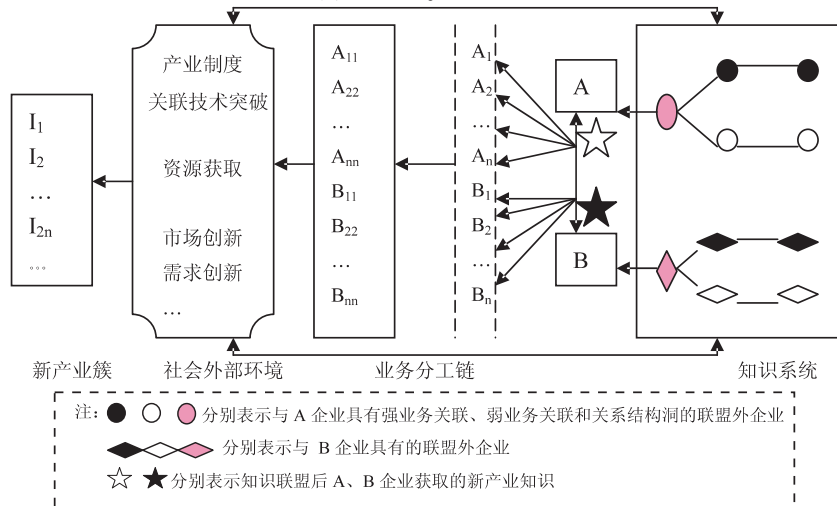 产业制度
关联技术突破
资源获取
市场创新
需求创新
...
I1
I2
...
I2n
。。。
A11
A22
...
Ann
B11
B22
...
Bnn
A1
A2
...
An
B1
B2
...
Bn
A
B
新产业簇 社会外部环境 业务分工链 知识系统
注: 分别表示与 A 企业具有强业务关联、弱业务关联和关系结构洞的联盟外企业
分别表示与 B 企业具有的联盟外企业
分别表示知识联盟后 A、B 企业获取的新产业知识